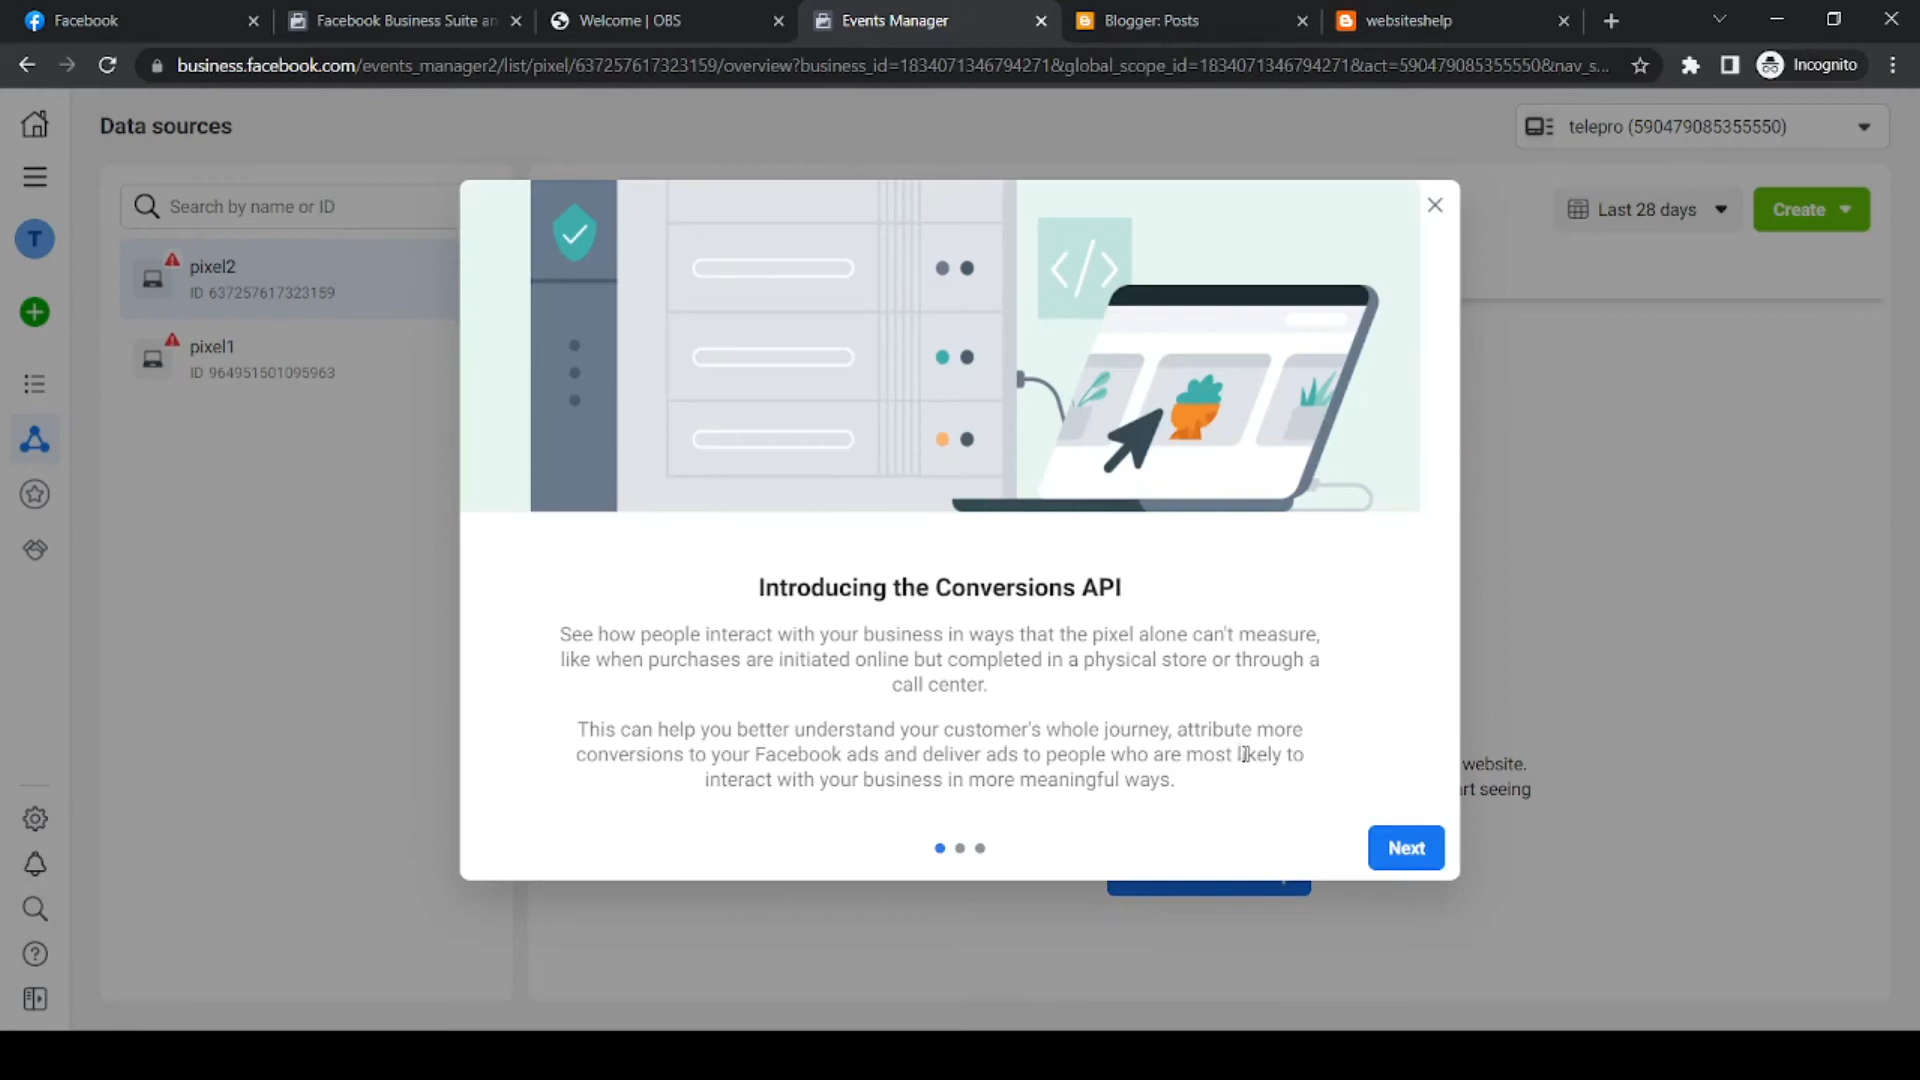 Facebook
Facebook Business Suite an
Welcome | OBS
Events Manager
Blogger: Posts
websiteshelp
business.facebook.com/events_manager2/list/pixel/637257617323159/overview?business_id=1834071346794271&global_scope_id=1834071346794271&act=590479085355550&nav_s...
Incognito
Data sources
telepro (590479085355550)
Search by name or ID
Last 28 days
Create
T
pixel2
ID 637257617323159
pixel1
ID 964951501095963
Introducing the Conversions API
See how people interact with your business in ways that the pixel alone can't measure,
like when purchases are initiated online but completed in a physical store or through a
call center.
This can help you better understand your customer's whole journey, attribute more
conversions to your Facebook ads and deliver ads to people who are most likely to
interact with your business in more meaningful ways.
website.
rt seeing
Next